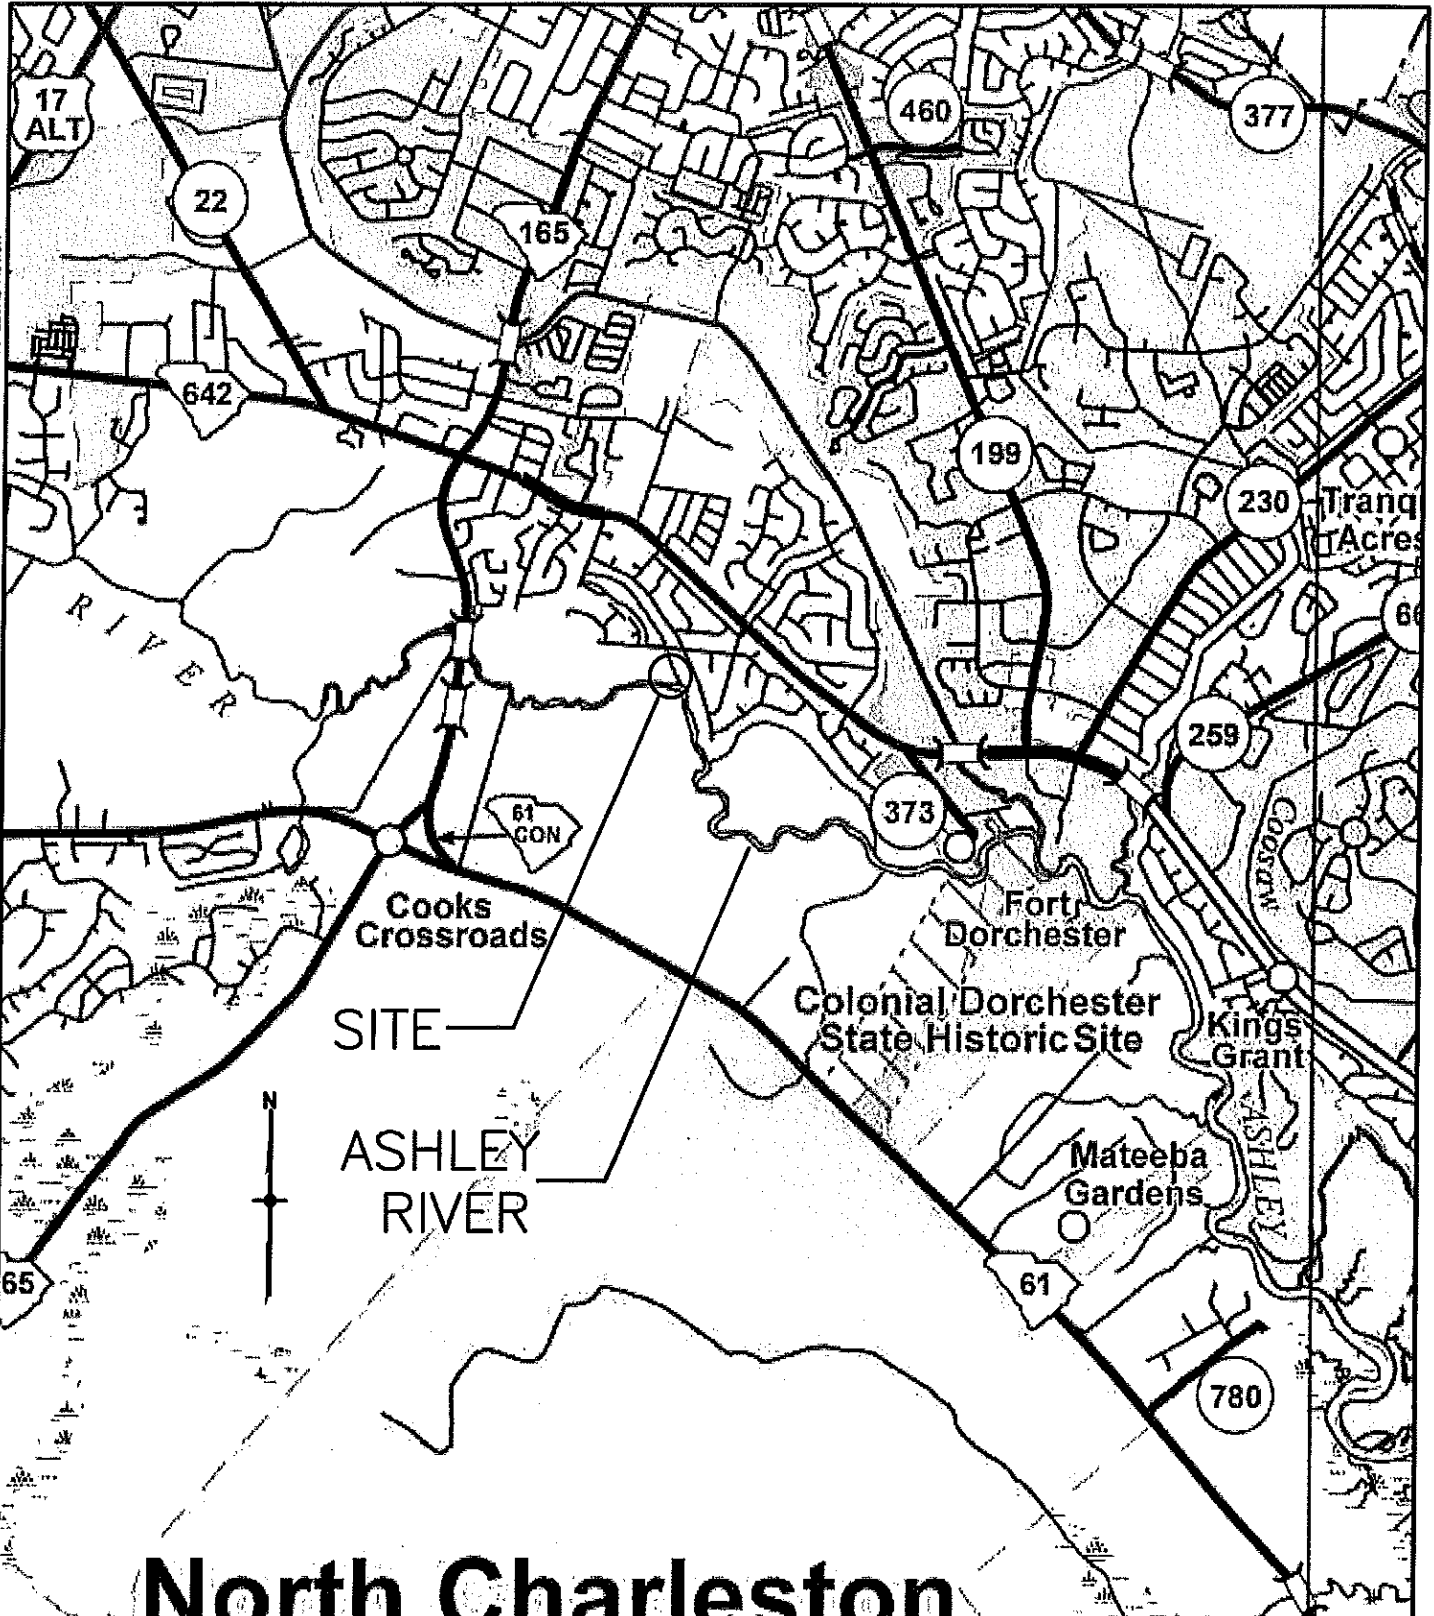 17
ALT
22
165
460
377
642
199
230
Tranq
Acres
66
RIVER
259
373
61
CON
Coosaw
Cooks
Crossroads
Fort
Dorchester
SITE
Colonial Dorchester
State Historic Site
Kings
Grant
N
ASHLEY
RIVER
Mateeba
Gardens
ASHLEY
65
61
780
North Charleston